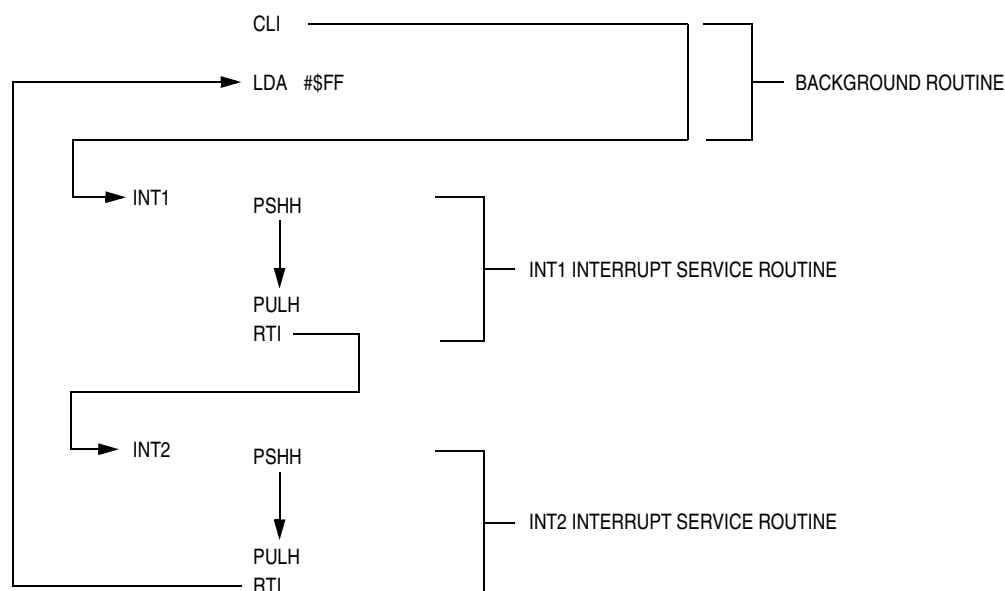 CLI
LDA #$FF
BACKGROUND ROUTINE
INT1
PSHH
INT1 INTERRUPT SERVICE ROUTINE
PULH
RTI
INT2
PSHH
INT2 INTERRUPT SERVICE ROUTINE
PULH
RTI